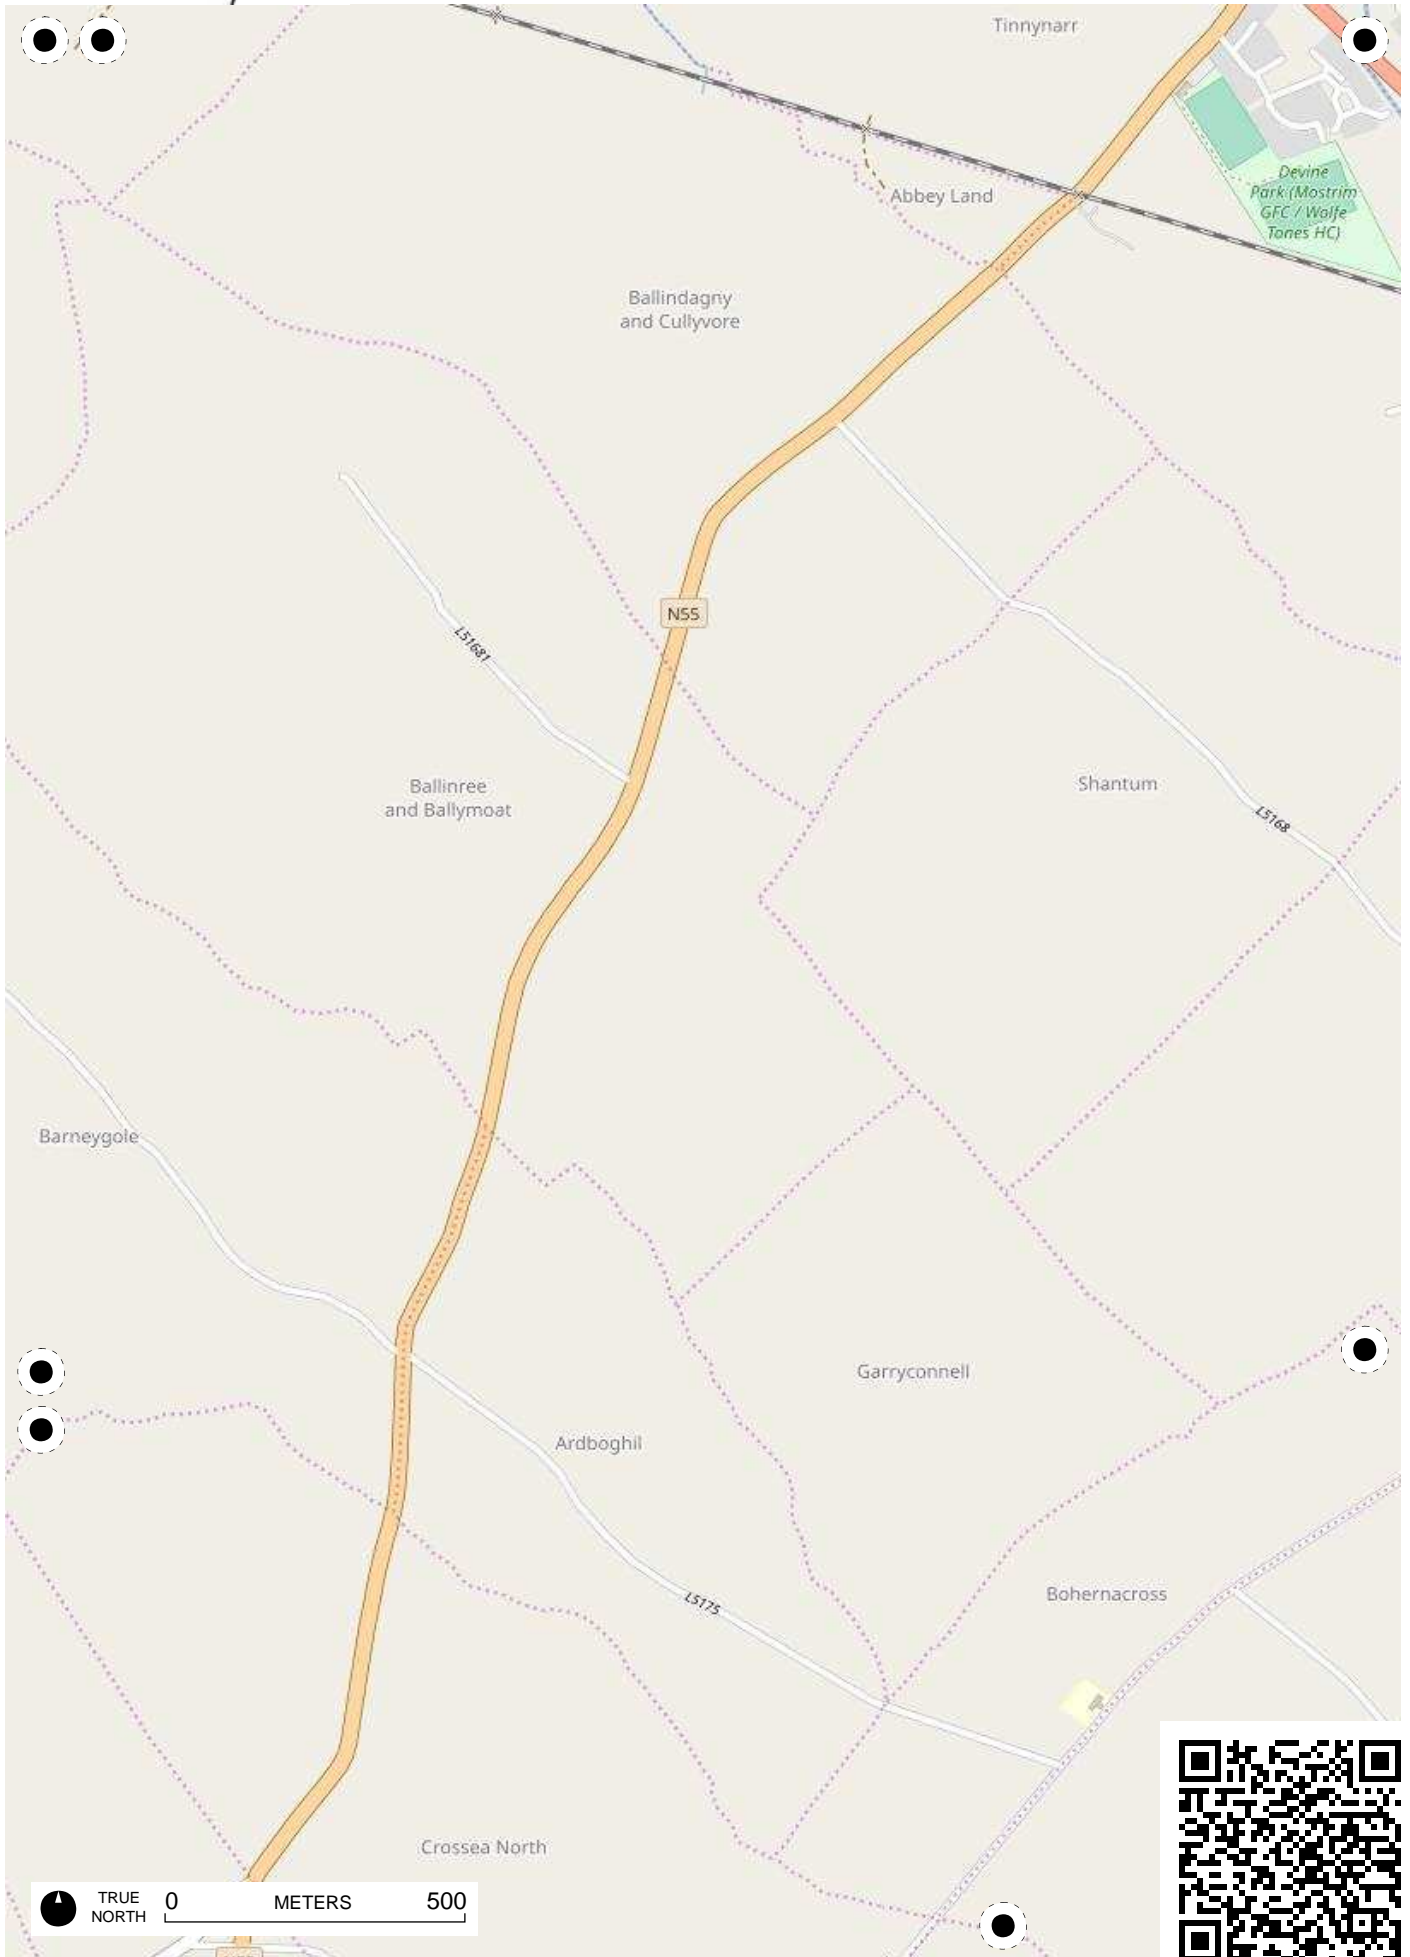 Tinnynarr
Devine
Park (Mostrim
GFC / Wolfe
Tones HC)
Abbey Land
Ballindagny
and Cullyvore
N55
L51681
Ballinree
and Ballymoat
Shantum
L5168
Barneygole
Garryconnell
Ardboghil
L5175
Bohernacross
Crossea North
TRUE
NORTH
0 METERS 500